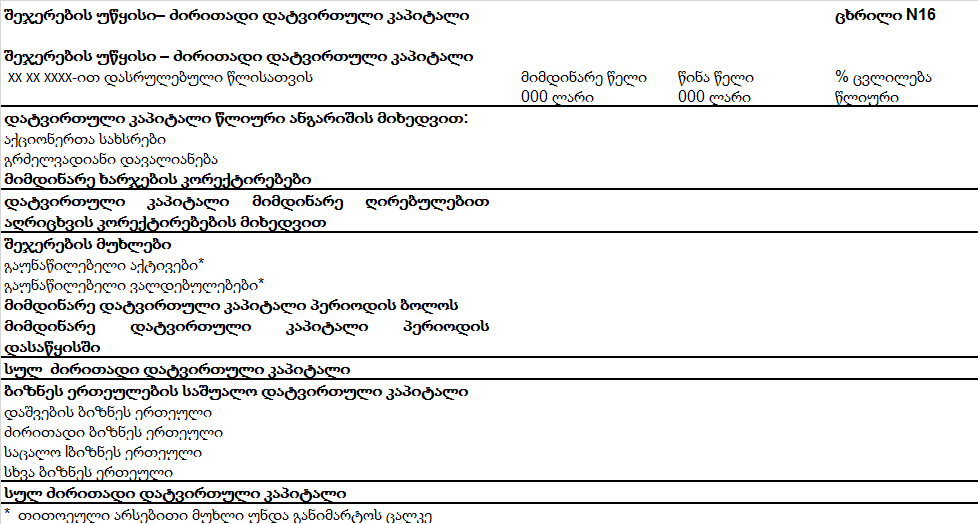 შეჯერების უწყისი– ძირითადი დატვირთული კაპიტალი ცხრილი N16
შეჯერების უწყისი – ძირითადი დატვირთული კაპიტალი
xx xx xxxx-ით დასრულებული წლისათვის მიმდინარე წელი წინა წელი % ცვლილება
000 ლარი 000 ლარი წლიური
დატვირთული კაპიტალი წლიური ანგარიშის მიხედვით:
აქციონერთა სახსრები
გრძელვადიანი დავალიანება
მიმდინარე ხარჯების კორექტირებები
დატვირთული კაპიტალი მიმდინარე ღირებულებით
აღრიცხვის კორექტირებების მიხედვით
შეჯერების მუხლები
გაუნაწილებელი აქტივები*
გაუნაწილებელი ვალდებულებები*
მიმდინარე დატვირთული კაპიტალი პერიოდის ბოლოს
მიმდინარე დატვირთული კაპიტალი პერიოდის
დასაწყისში
სულ ძირითადი დატვირთული კაპიტალი
ბიზნეს ერთეულების საშუალო დატვირთული კაპიტალი
დაშვების ბიზნეს ერთეული
ძირითადი ბიზნეს ერთეული
საცალო |ბიზნეს ერთეული
სხვა ბიზნეს ერთეული
სულ ძირითადი დატვირთული კაპიტალი
* თითოეული არსებითი მუხლი უნდა განიმარტოს ცალკე